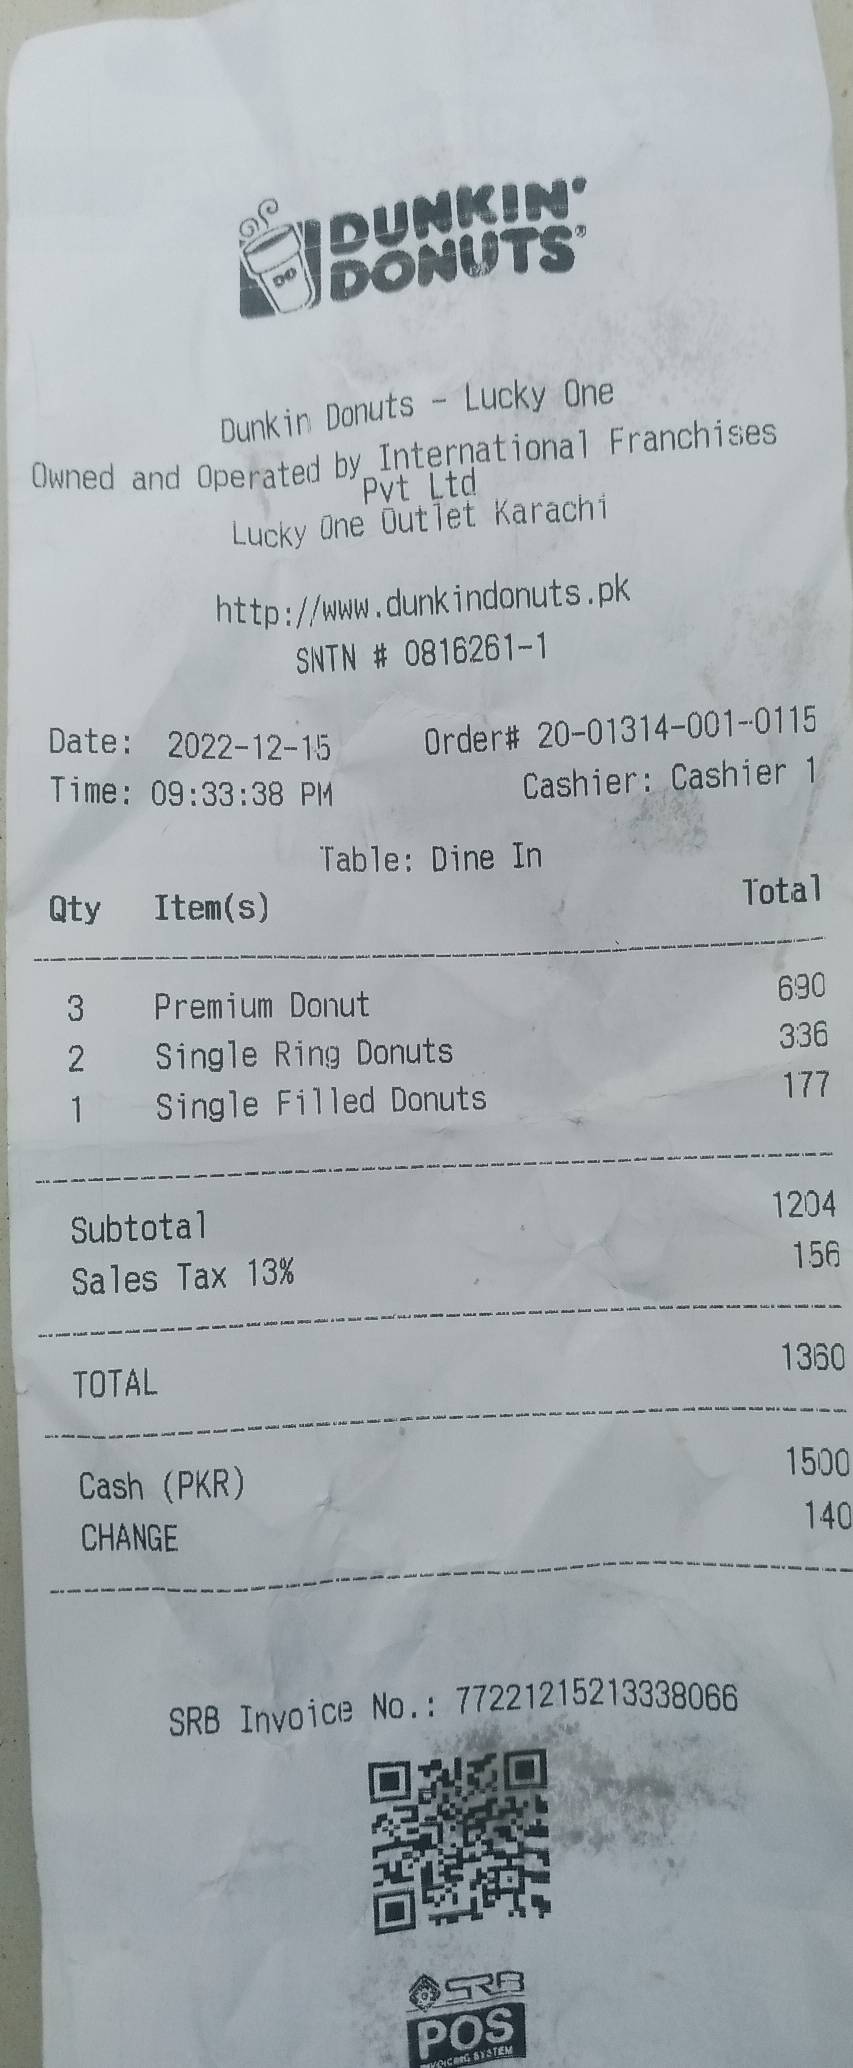 DUNKIN'
DONUTS®
DD
Dunkin Donuts - Lucky One
Owned and Operated by International Franchises
Pvt Ltd
Lucky One Outlet Karachi
http://www.dunkindonuts.pk
SNTN # 0816261-1
Date: 2022-12-15 Order# 20-01314-001-0115
Time: 09:33:38 PM Cashier: Cashier 1
Table: Dine In
Qty Item(s) Total
3 Premium Donut 690
2 Single Ring Donuts 336
1 Single Filled Donuts 177
Subtotal 1204
Sales Tax 13% 156
TOTAL 1360
Cash (PKR) 1500
CHANGE 140
SRB Invoice No.: 77221215213338066
SRB
POS
INVOICING SYSTEM